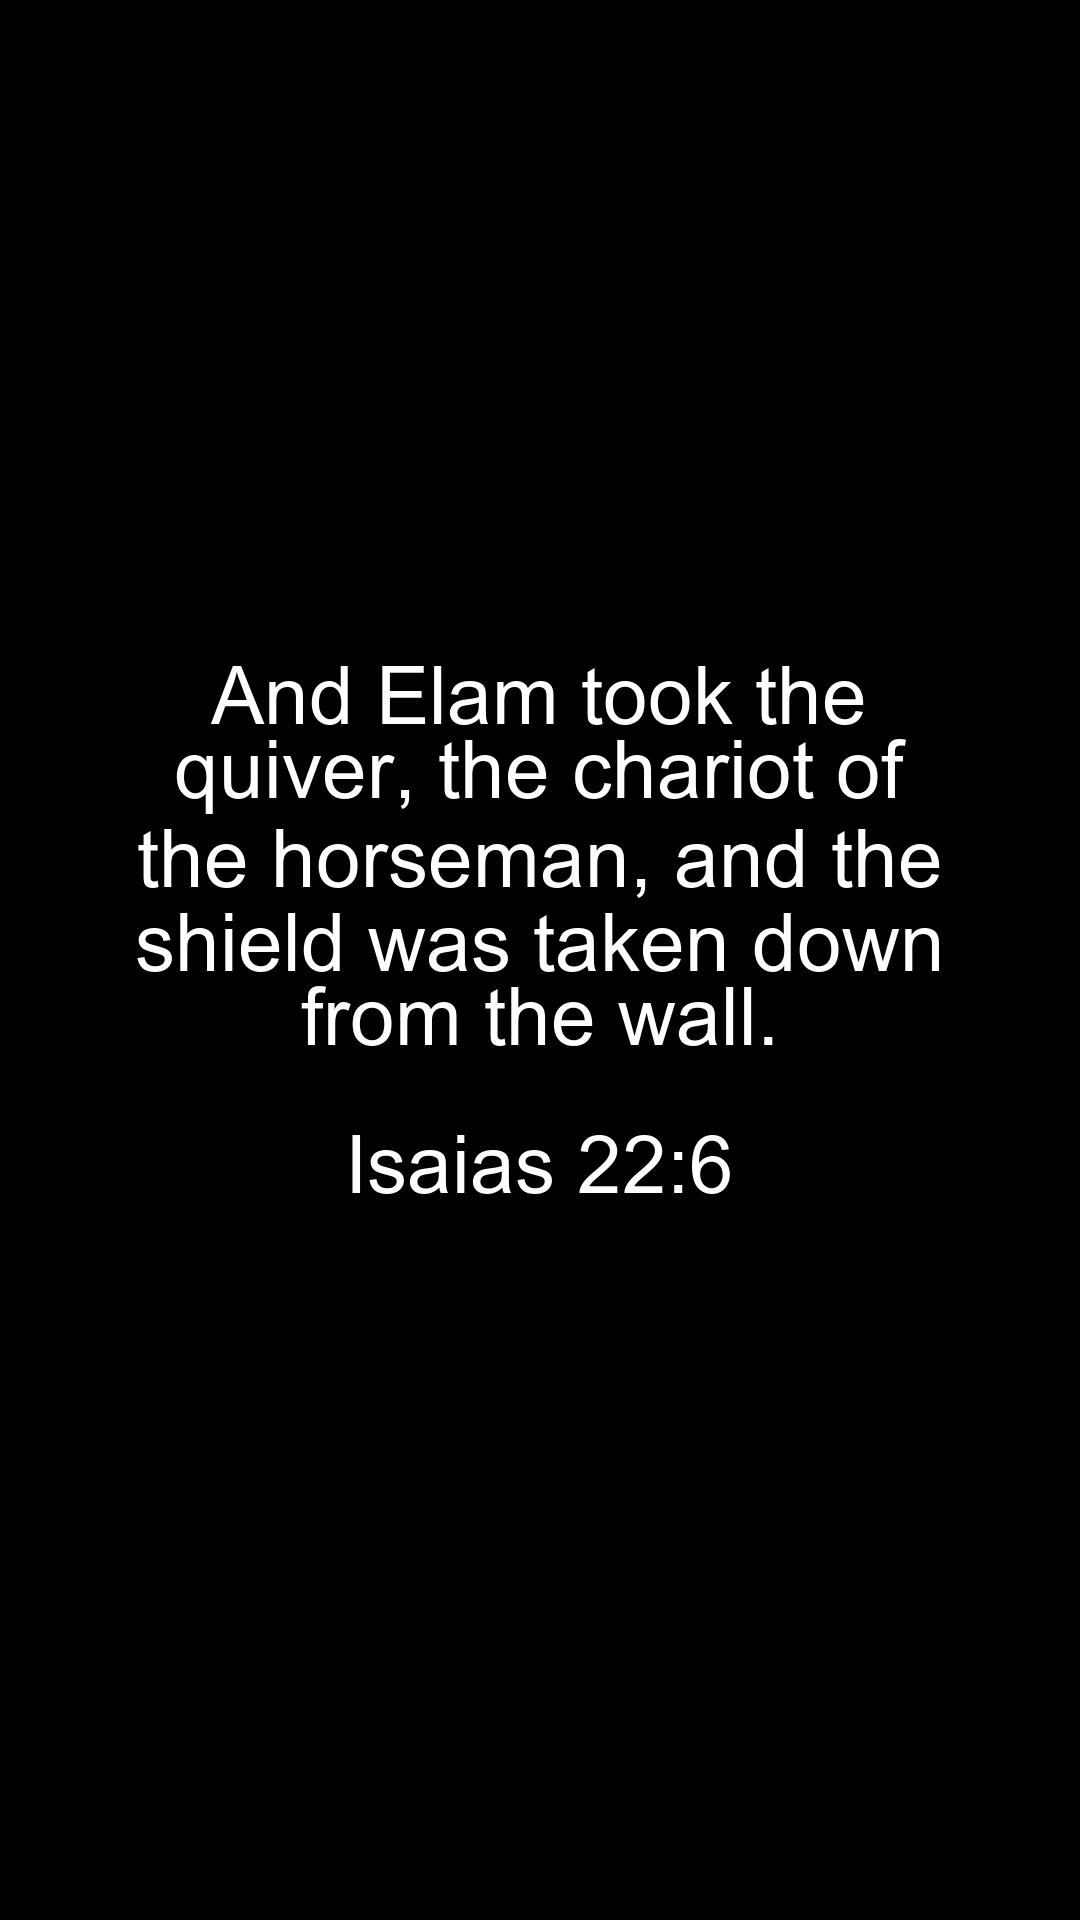 And Elam took the
quiver, the chariot of
the horseman, and the
shield was taken down
from the wall.
Isaias 22:6